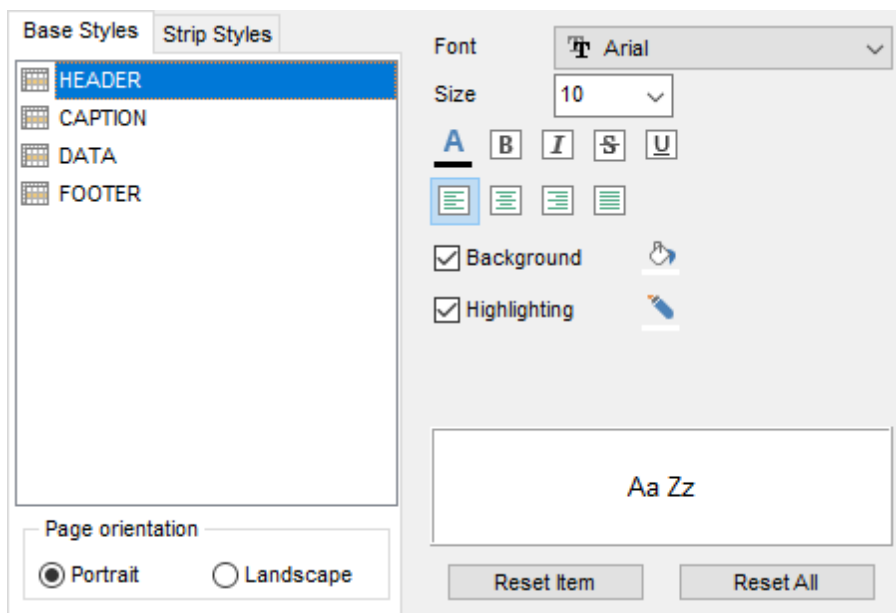 Base Styles
Strip Styles
HEADER
CAPTION
DATA
FOOTER
Page orientation
Portrait
Landscape
Font
Arial
Size
10
A
B
I
S
U
Background
Highlighting
Aa Zz
Reset Item
Reset All